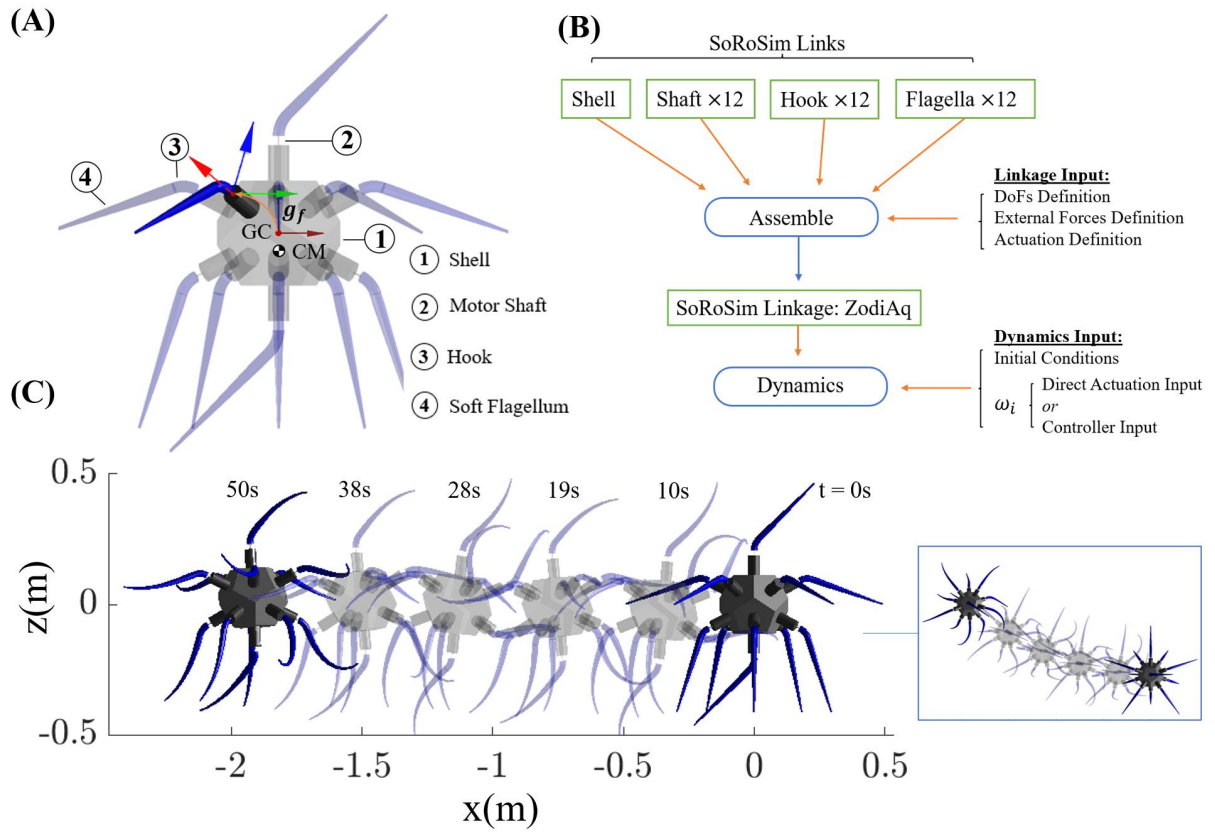 (A)
2
3
4
g_f
GC
1
CM
1 Shell
2 Motor Shaft
3 Hook
4 Soft Flagellum
(B)
SoRoSim Links
Shell
Shaft ×12
Hook ×12
Flagella ×12
Assemble
Linkage Input:
DoFs Definition
External Forces Definition
Actuation Definition
SoRoSim Linkage: ZodiAq
Dynamics
Dynamics Input:
Initial Conditions
ω_i
Direct Actuation Input
or
Controller Input
(C)
50s 38s 28s 19s 10s t = 0s
0.5
0
-0.5
z(m)
-2 -1.5 -1 -0.5 0 0.5
x(m)